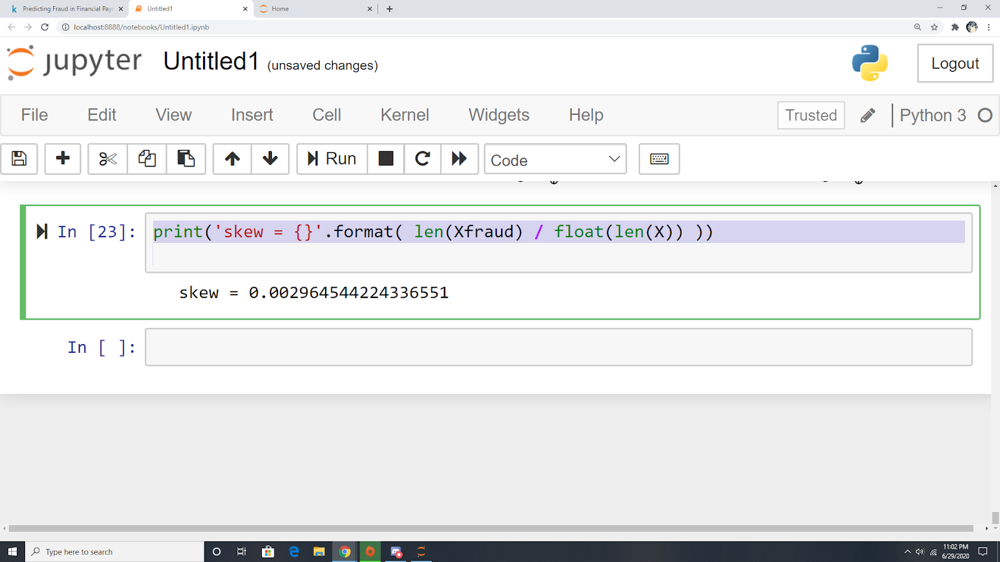 Predicting Fraud in Financial Pay
Untitled1
Home
localhost:8888/notebooks/Untitled1.ipynb
jupyter Untitled1 (unsaved changes)
Logout
File Edit View Insert Cell Kernel Widgets Help
Trusted
Python 3
Run
Code
In [23]:
print('skew = {}'.format( len(Xfraud) / float(len(X)) ))
skew = 0.002964544224336551
In [ ]:
Type here to search
11:02 PM
6/29/2020